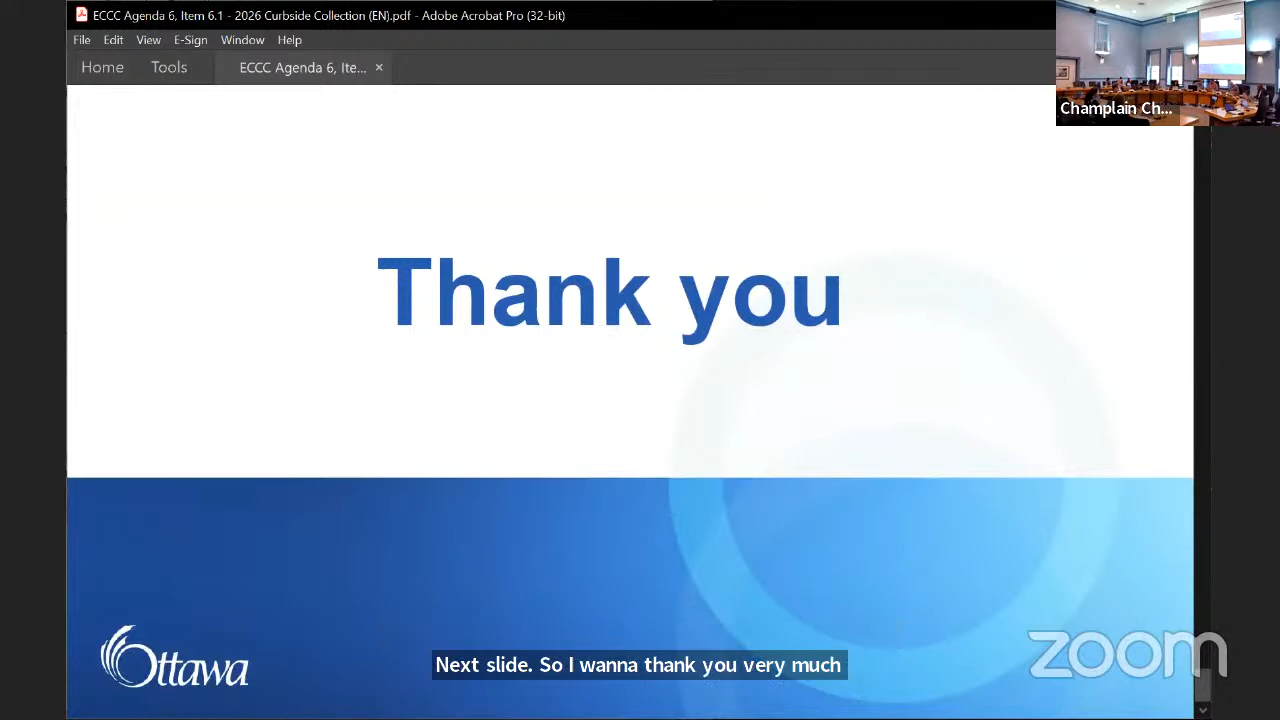 ECCC Agenda 6, Item 6.1 - 2026 Curbside Collection (EN).pdf - Adobe Acrobat Pro (32-bit)
File Edit View E-Sign Window Help
Home Tools ECCC Agenda 6, Ite... ×
Champlain Ch...
Thank you
Ottawa
Next slide. So I wanna thank you very much
zoom